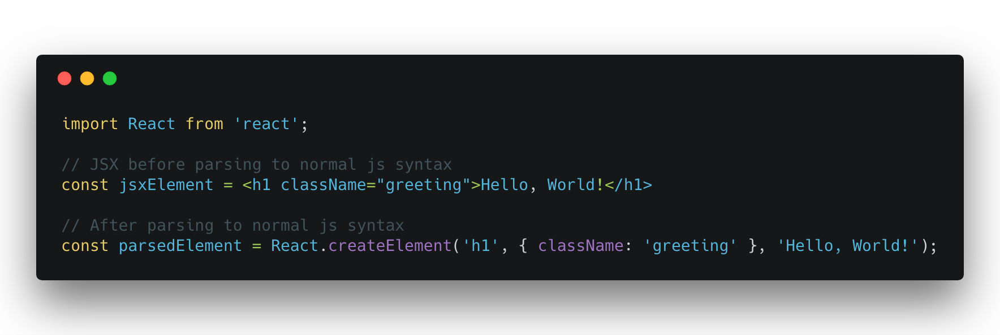 import React from 'react';
// JSX before parsing to normal js syntax
const jsxElement = <h1 className="greeting">Hello, World!</h1>
// After parsing to normal js syntax
const parsedElement = React.createElement('h1', { className: 'greeting' }, 'Hello, World!');